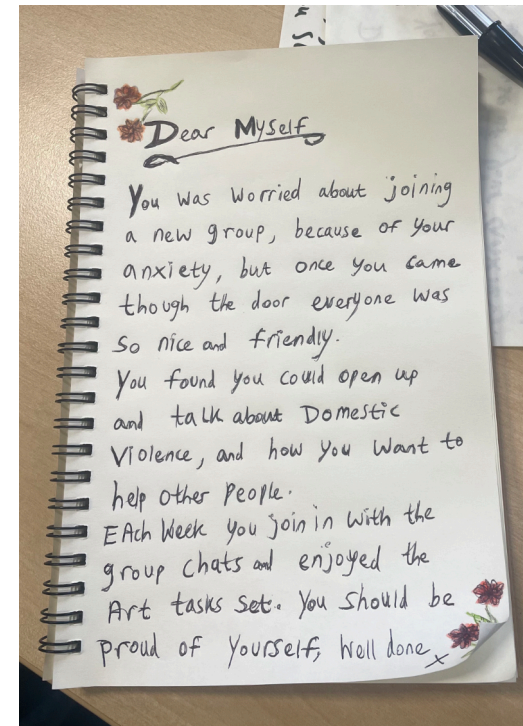 Dear Myself
You was worried about joining
a new group, because of your
anxiety, but once you came
though the door everyone was
so nice and friendly.
You found you could open up
and talk about Domestic
Violence, and how you want to
help other people.
EAch Week you join in with the
group chats and enjoyed the
Art tasks set. You should be
proud of yourself, Well done x